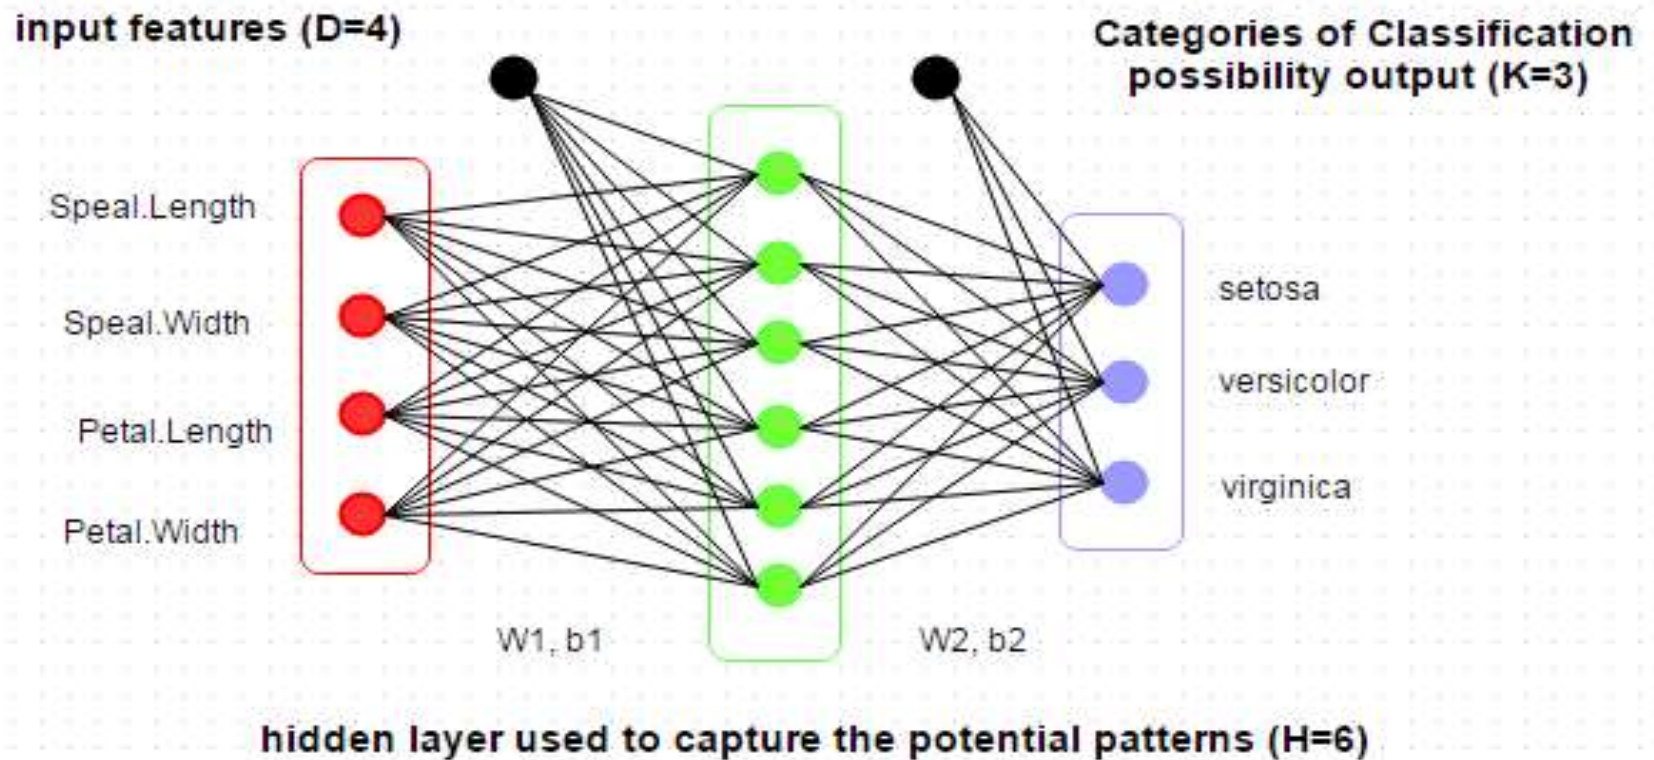 input features (D=4)
Categories of Classification
possibility output (K=3)
Speal.Length
Speal.Width
Petal.Length
Petal.Width
setosa
versicolor
virginica
W1, b1
W2, b2
hidden layer used to capture the potential patterns (H=6)